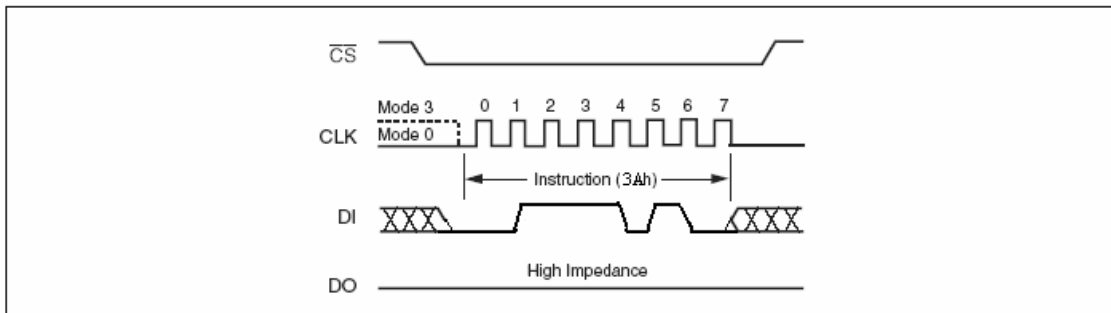 CS
Mode 3 0 1 2 3 4 5 6 7
CLK Mode 0
Instruction (3Ah)
DI
High Impedance
DO